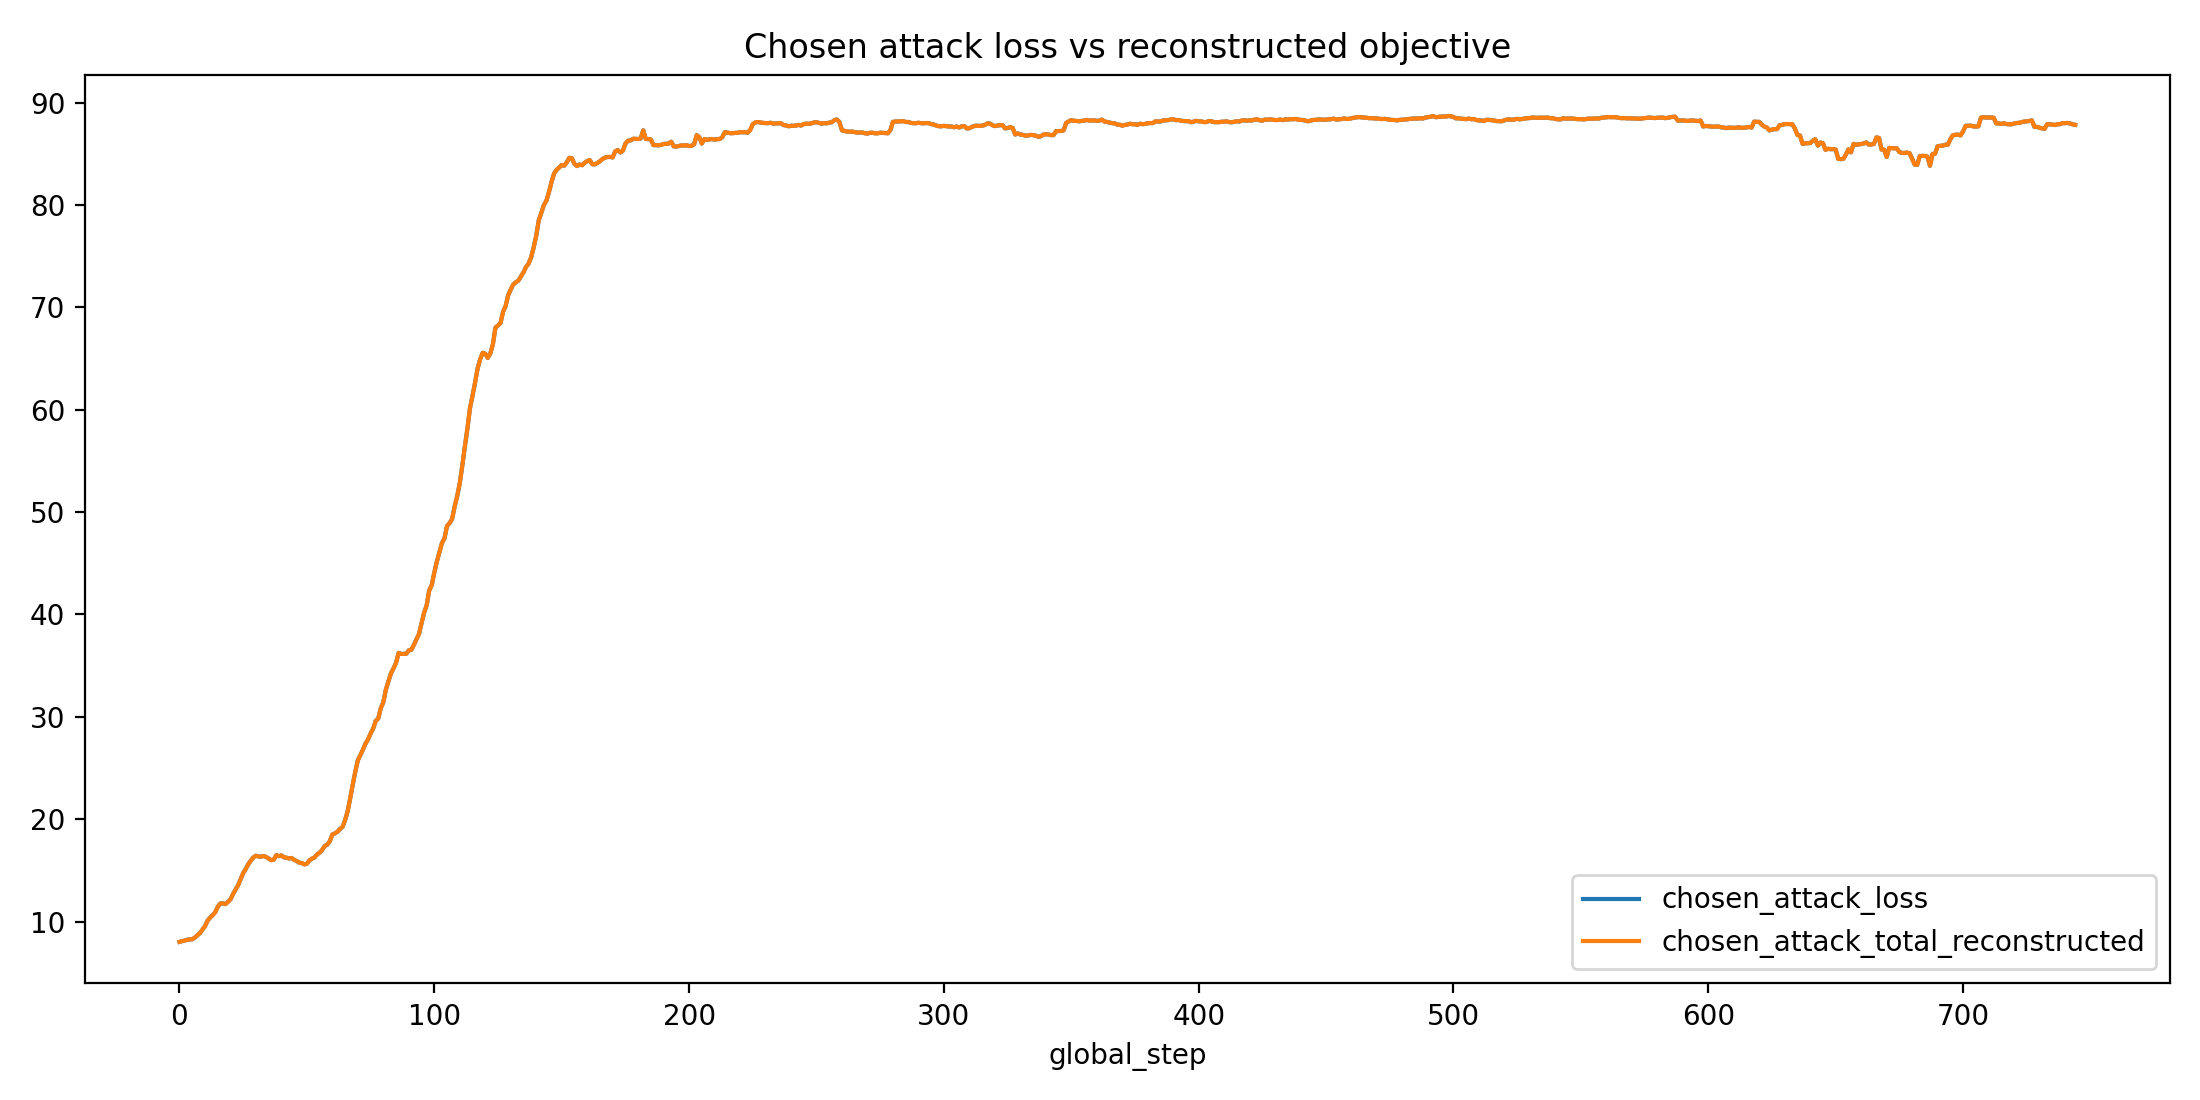 Chosen attack loss vs reconstructed objective
90
80
70
60
50
40
30
20
10
chosen_attack_loss
chosen_attack_total_reconstructed
0 100 200 300 400 500 600 700
global_step